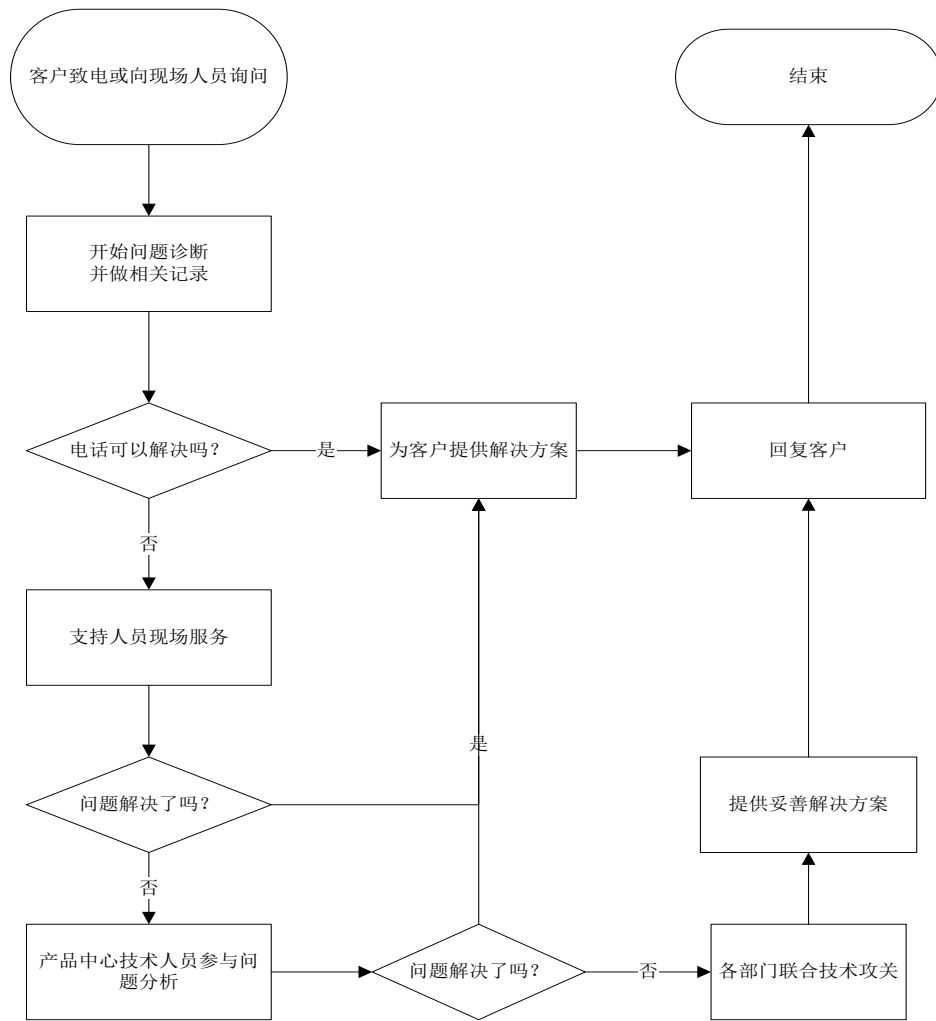 客户致电或向现场人员询问
结束
开始问题诊断
并做相关记录
电话可以解决吗？
是
为客户提供解决方案
回复客户
否
支持人员现场服务
是
问题解决了吗？
提供妥善解决方案
否
产品中心技术人员参与问
题分析
问题解决了吗？
否
各部门联合技术攻关